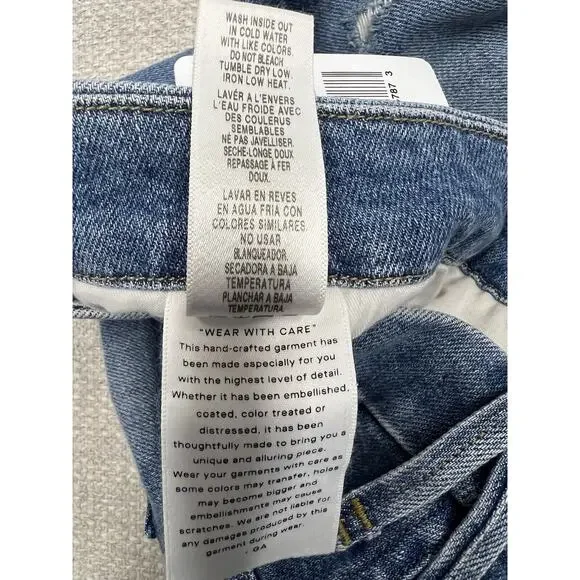 WASH INSIDE OUT
IN COLD WATER
WITH LIKE COLORS.
DO NOT BLEACH
TUMBLE DRY LOW.
IRON LOW HEAT.
LAVÉR A L'ENVERS
L'EAU FROIDE AVEC
DES COULERUS
SEMBLABLES
NÉ PAS JAVELLISER.
SECHE-LONGE DOUX
REPASSAGE À FER
DOUX.
LAVAR EN REVES
EN AGUA FRIA CON
COLORES SIMILARES.
NO USAR
BLANQUEADOR.
SECADORA A BAJA
TEMPERATURA
PLANCHAR A BAJA
TEMPERATURA.
787 3
"WEAR WITH CARE"
This hand-crafted garment has
been made especially for you
with the highest level of detail.
Whether it has been embellished,
coated, color treated or
distressed, it has been
thoughtfully made to bring you a
unique and alluring piece.
Wear your garments with care as
some colors may transfer, holes
may become bigger and
embellishments may cause
scratches. We are not liable for
any damages produced by this
garment during wear.
- GA